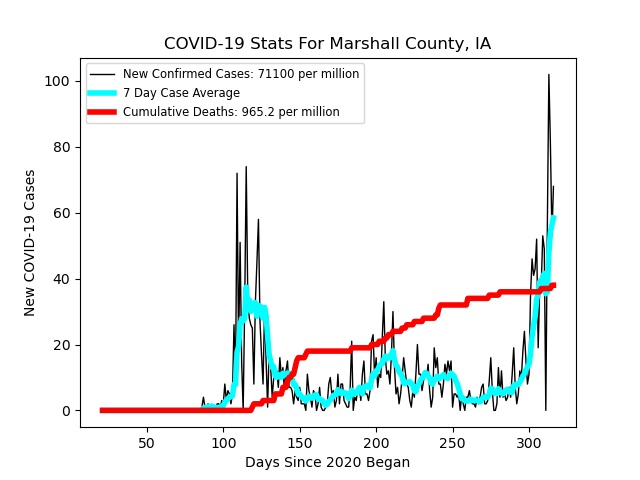 COVID-19 Stats For Marshall County, IA
New Confirmed Cases: 71100 per million
7 Day Case Average
Cumulative Deaths: 965.2 per million
New COVID-19 Cases
100
80
60
40
20
0
50 100 150 200 250 300
Days Since 2020 Began